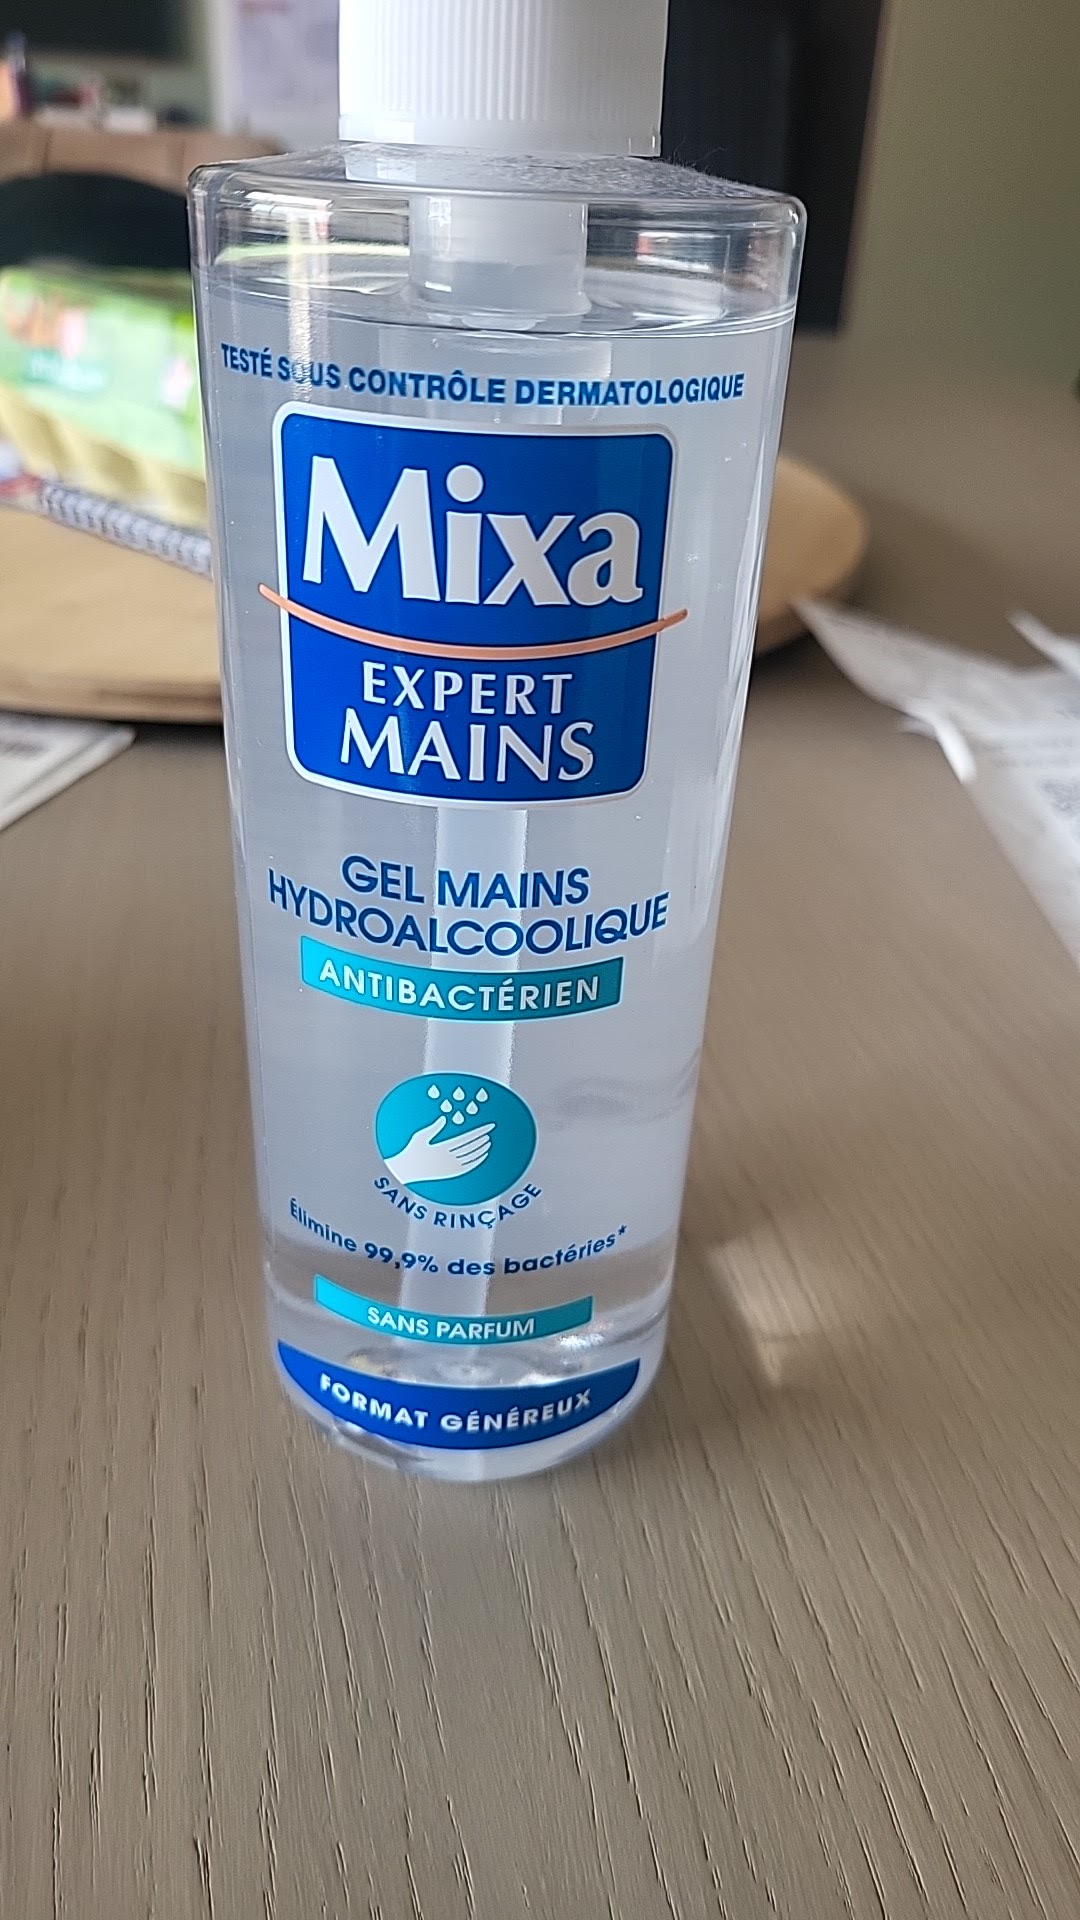 TESTÉ SOUS CONTRÔLE DERMATOLOGIQUE
Mixa
EXPERT
MAINS
GEL MAINS
HYDROALCOOLIQUE
ANTIBACTÉRIEN
SANS RINÇAGE
Élimine 99,9% des bactéries*
SANS PARFUM
FORMAT GÉNÉREUX